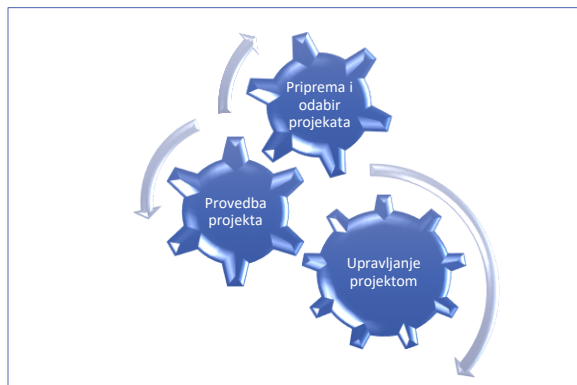 Priprema i
odabir
projekata
Provedba
projekta
Upravljanje
projektom